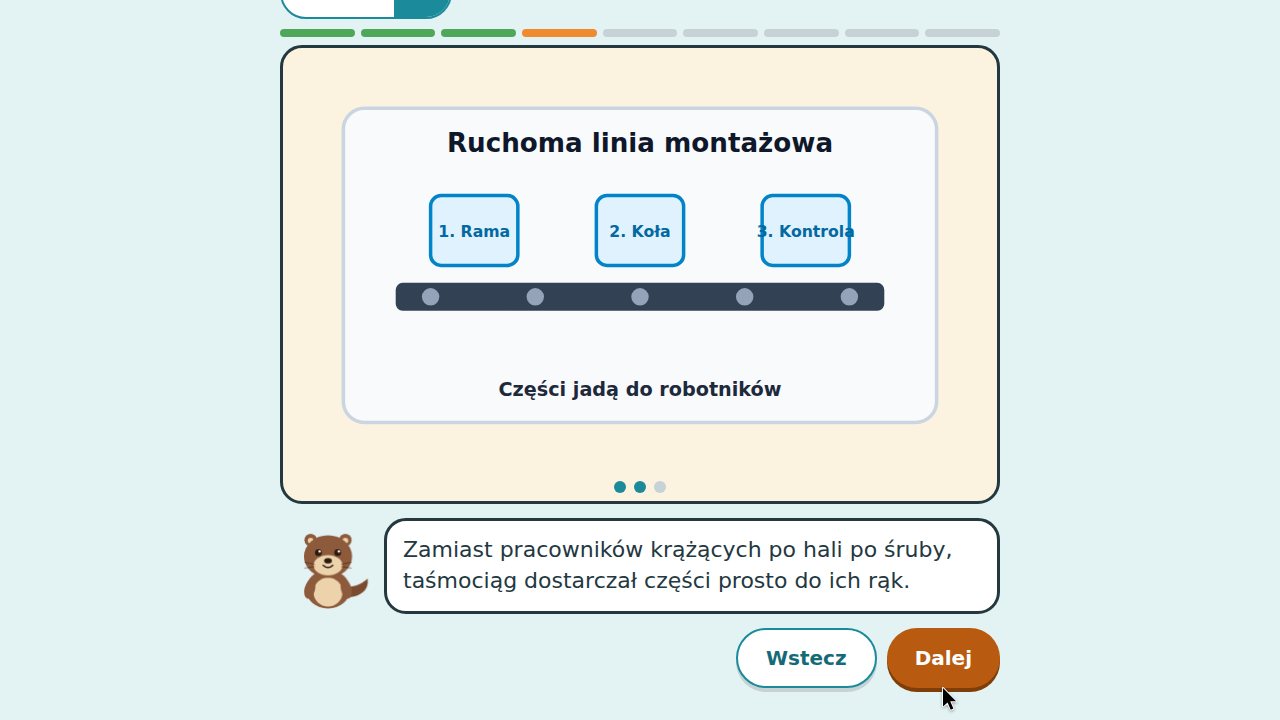 Ruchoma linia montażowa
1. Rama
2. Koła
3. Kontrola
Części jadą do robotników
Zamiast pracowników krążących po hali po śruby,
taśmociąg dostarczał części prosto do ich rąk.
Wstecz
Dalej